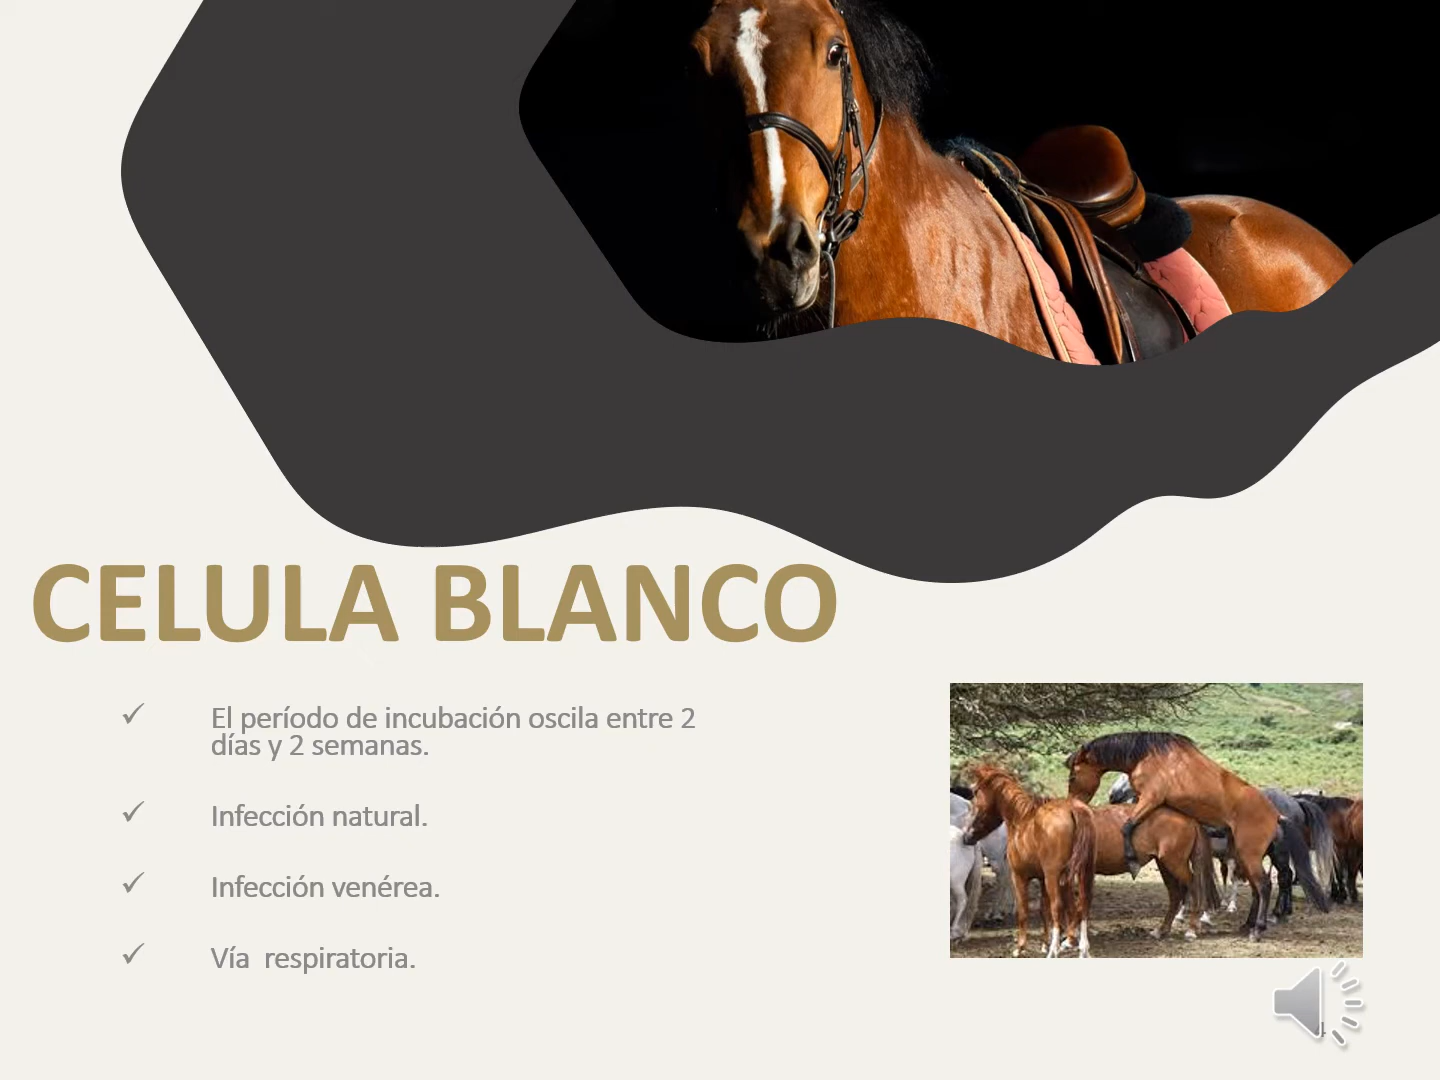 CELULA BLANCO
✓ El período de incubación oscila entre 2
días y 2 semanas.
✓ Infección natural.
✓ Infección venérea.
✓ Vía  respiratoria.